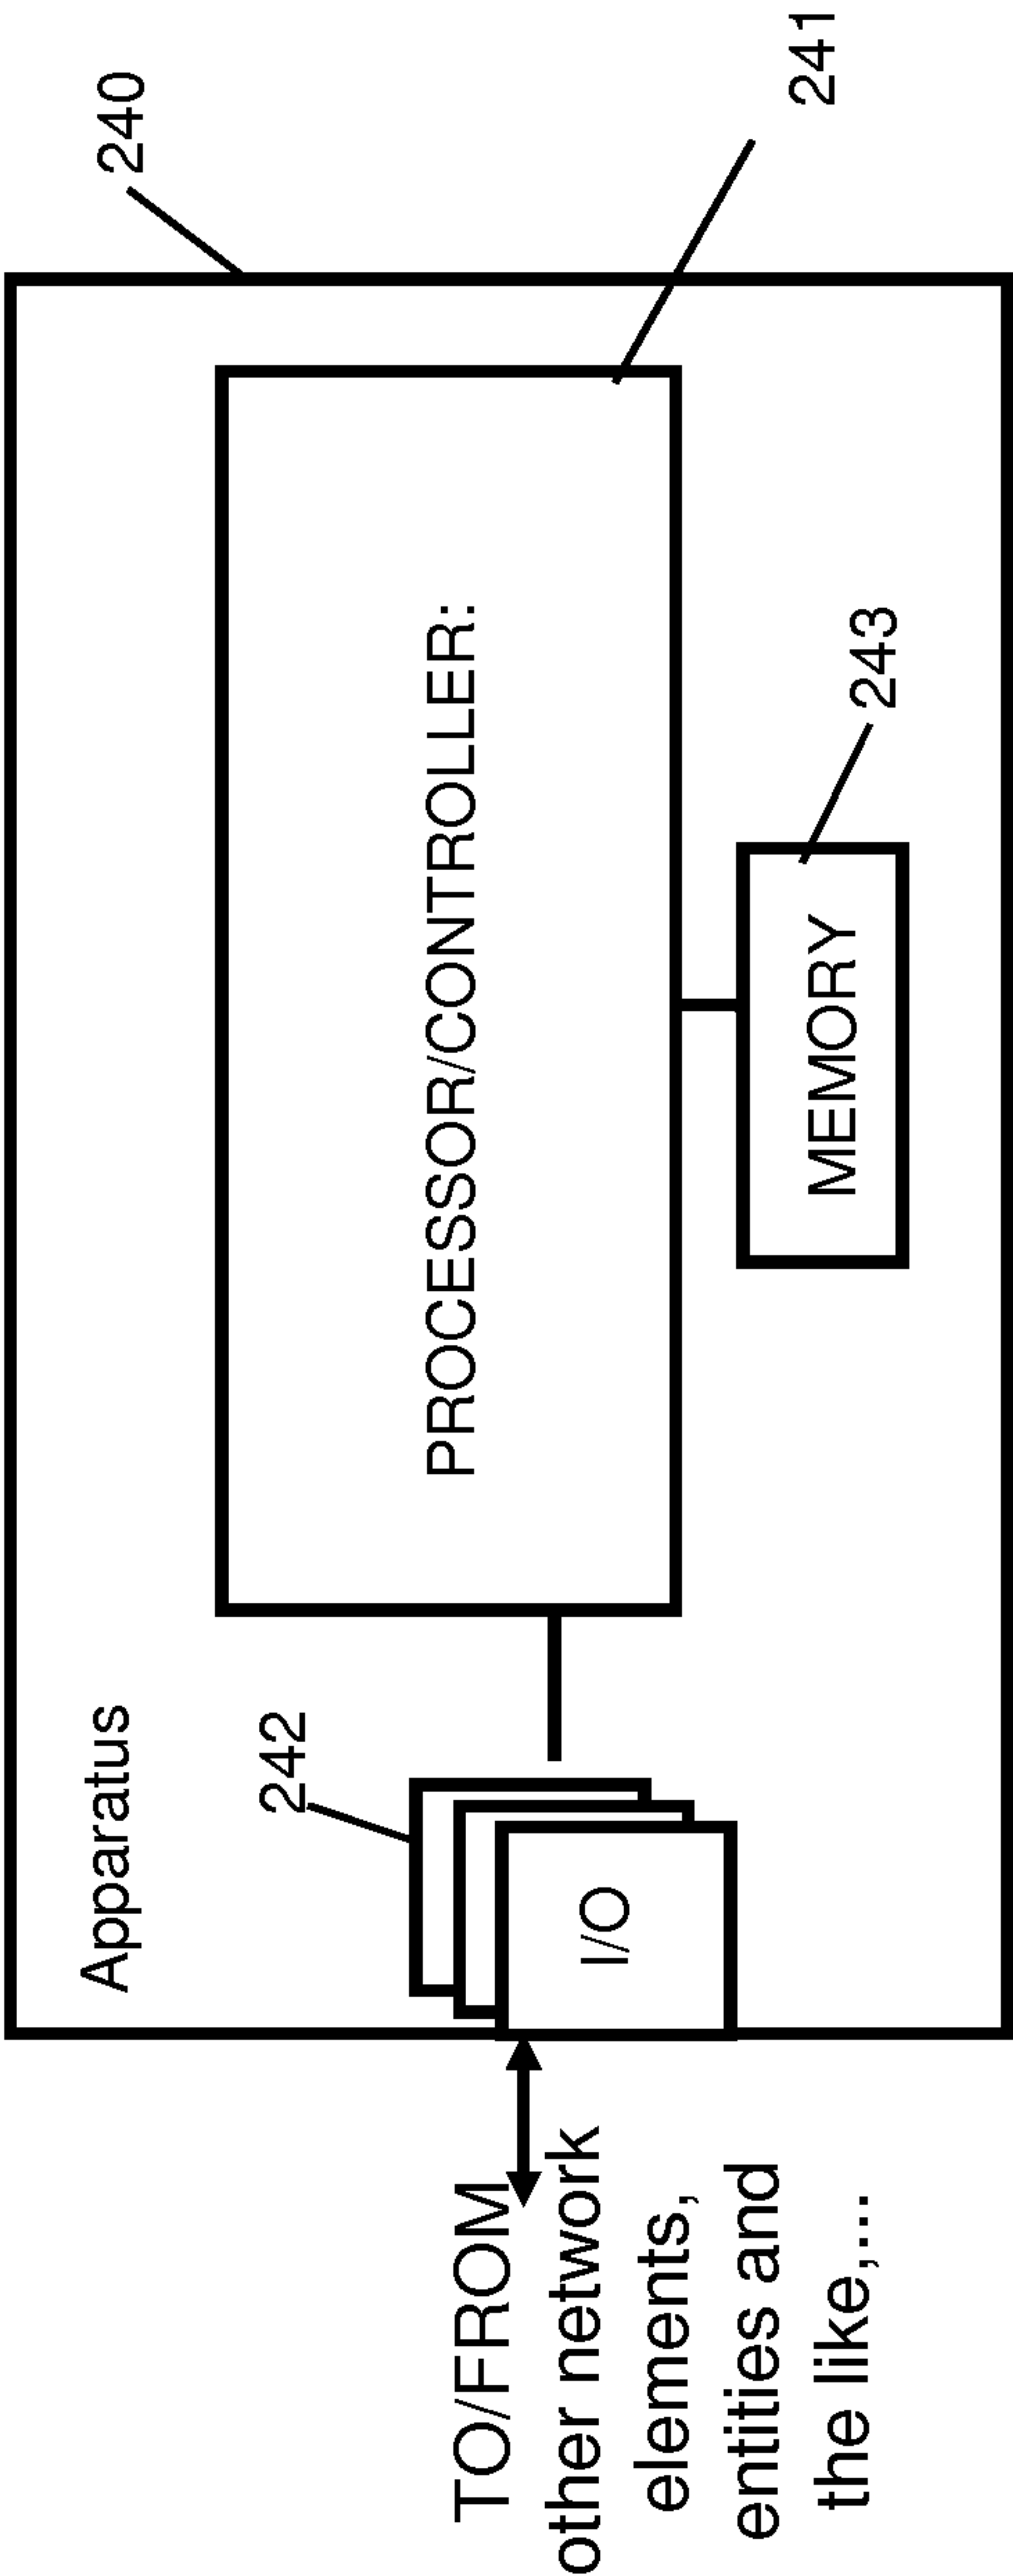 Apparatus
240
242
PROCESSOR/CONTROLLER:
TO/FROM
other network
elements,
entities and
the like,...
I/O
MEMORY
243
241